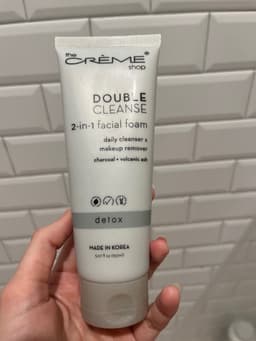 the
CRÈME
shop
DOUBLE
CLEANSE
2-in-1 facial foam
daily cleanser +
makeup remover
charcoal + volcanic ash
detox
MADE IN KOREA